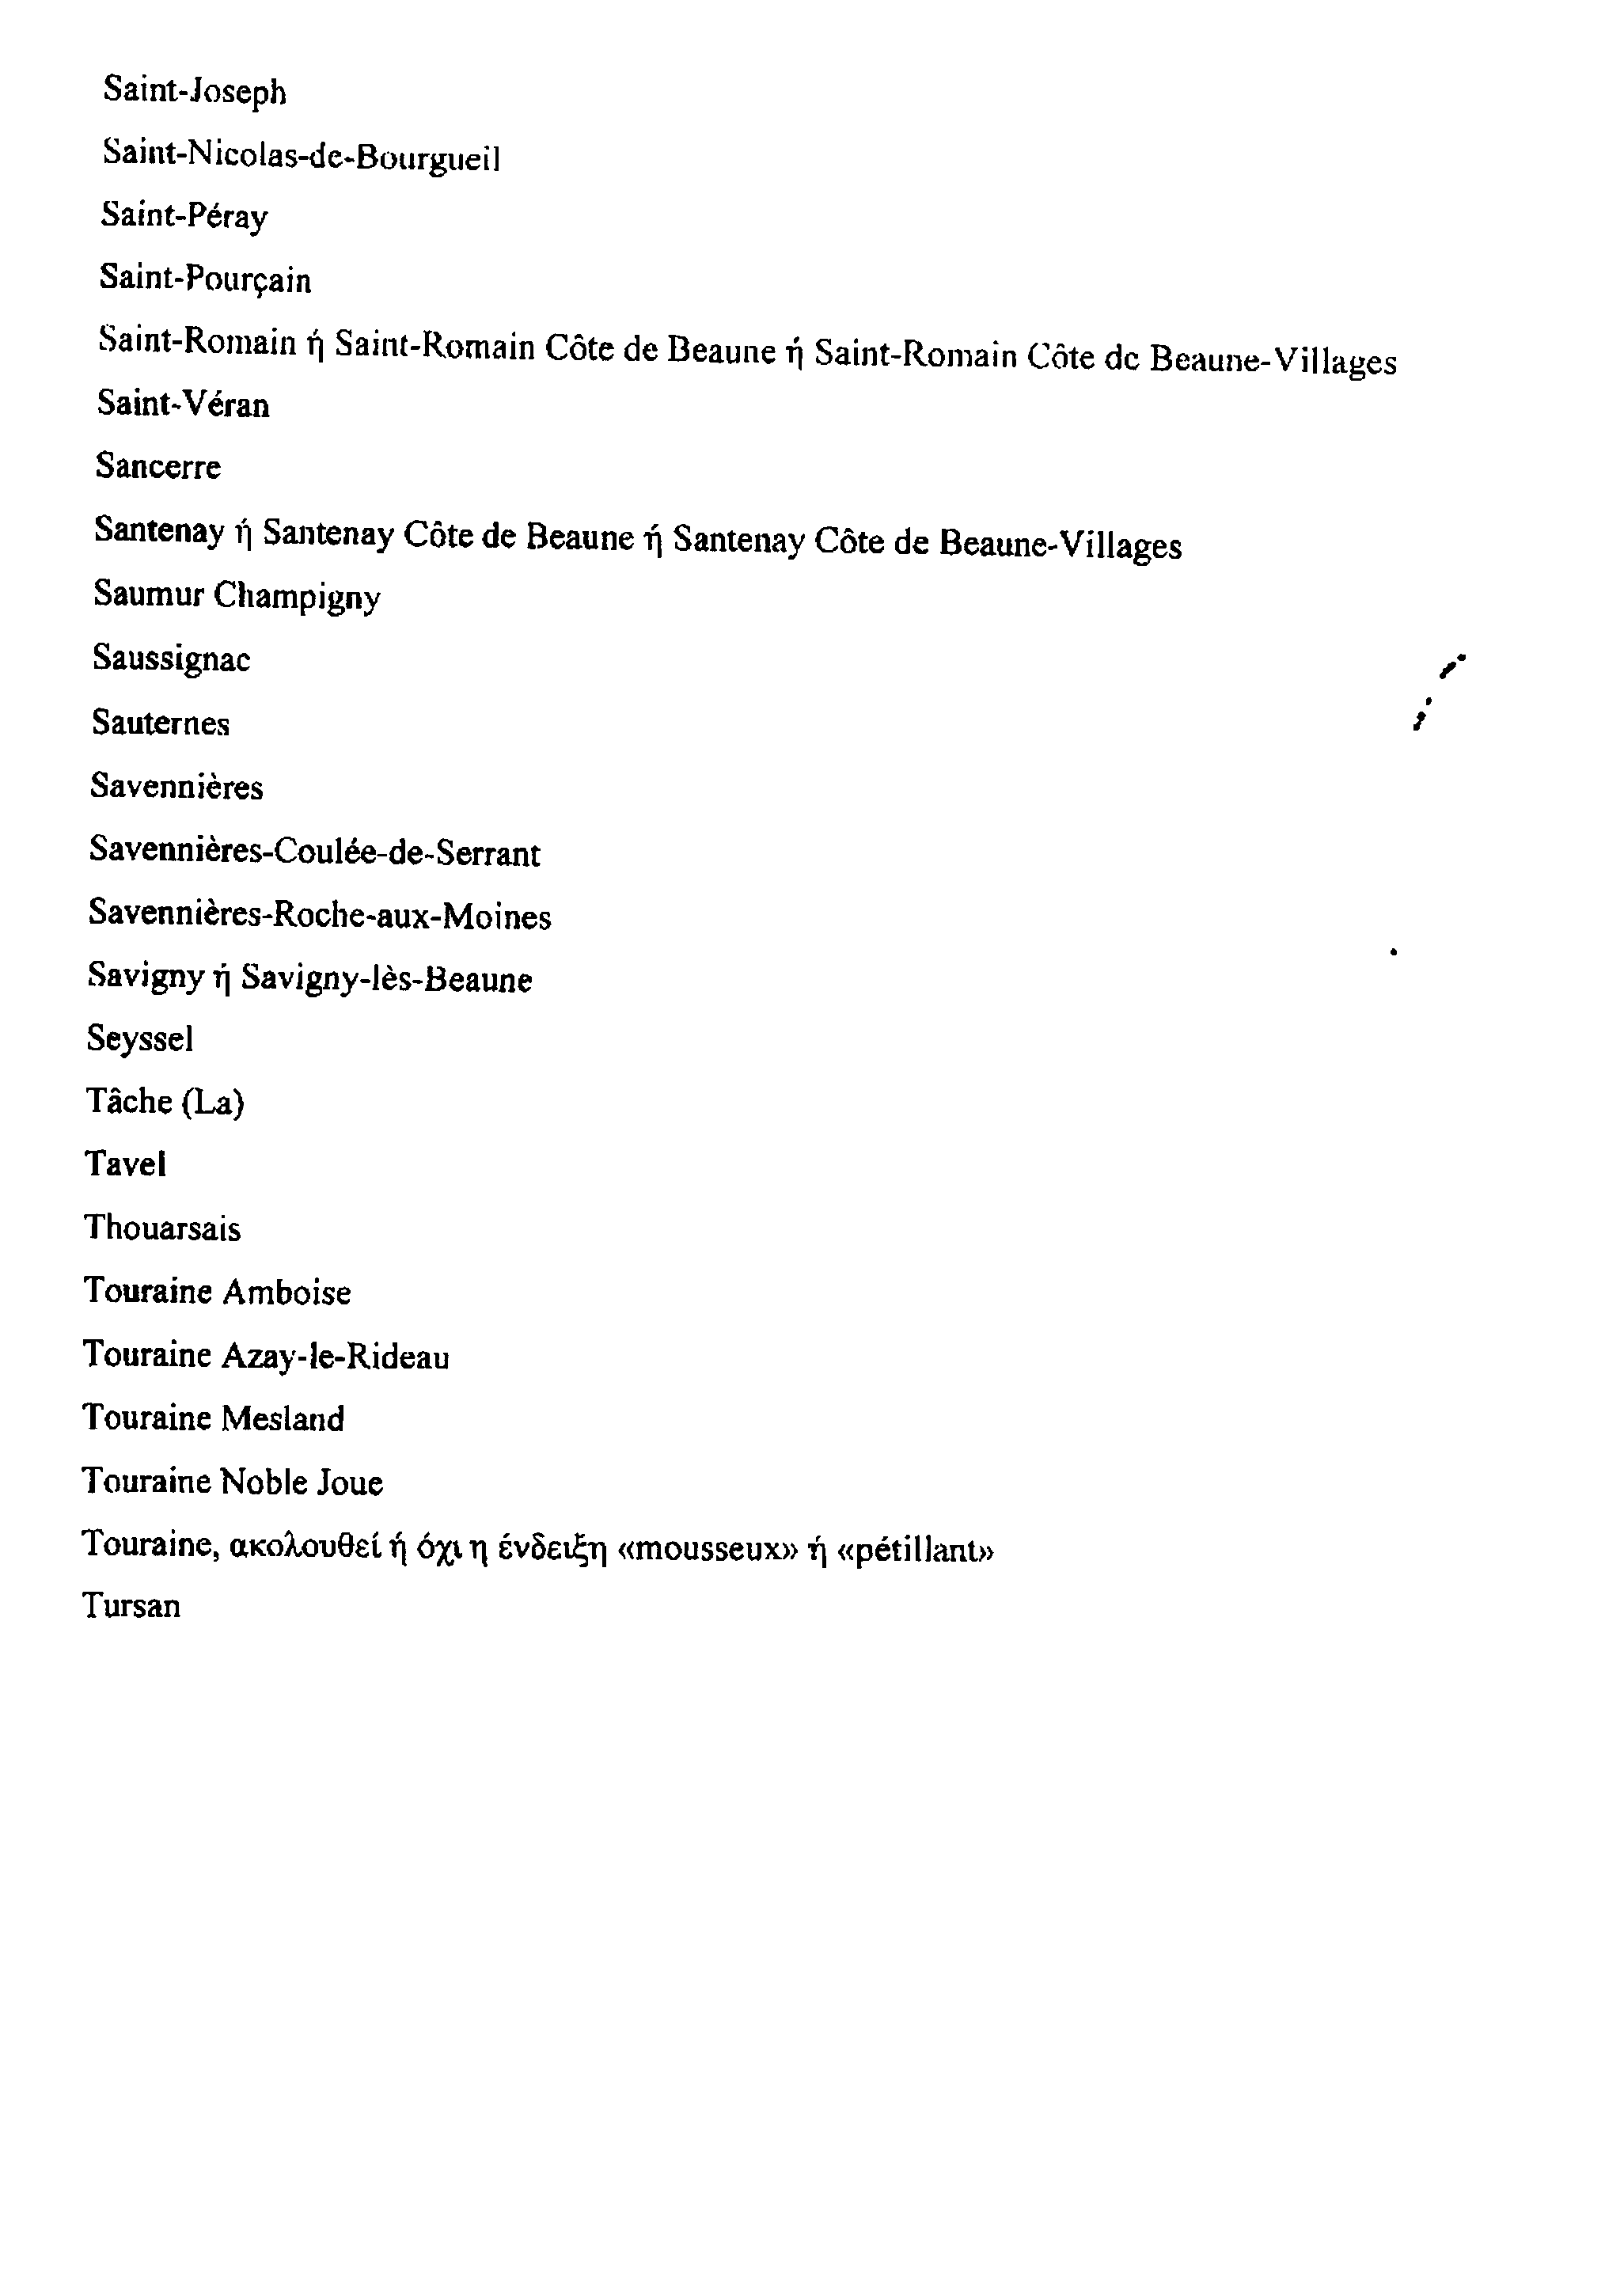 Saint-Joseph
Saint-Nicolas-de-Bourgueil
Saint-Péray
Saint-Pourçain
Saint-Romain ή Saint-Romain Côte de Beaune ή Saint-Romain Côte de Beaune-Villages
Saint-Véran
Sancerre
Santenay ή Santenay Côte de Beaune ή Santenay Côte de Beaune-Villages
Saumur Champigny
Saussignac
Sauternes
Savennières
Savennières-Coulée-de-Serrant
Savennières-Roche-aux-Moines
Savigny ή Savigny-lès-Beaune
Seyssel
Tâche (La)
Tavel
Thouarsais
Touraine Amboise
Touraine Azay-le-Rideau
Touraine Mesland
Touraine Noble Joue
Touraine, ακολουθεί ή όχι η ένδειξη «mousseux» ή «pétillant»
Tursan